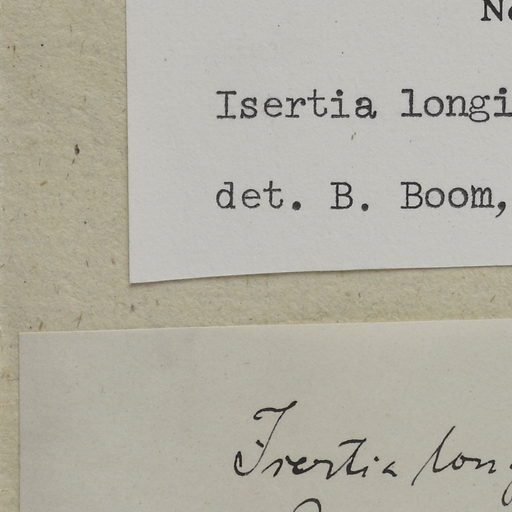 Isertia longi
det. B. Boom,
Isertia long